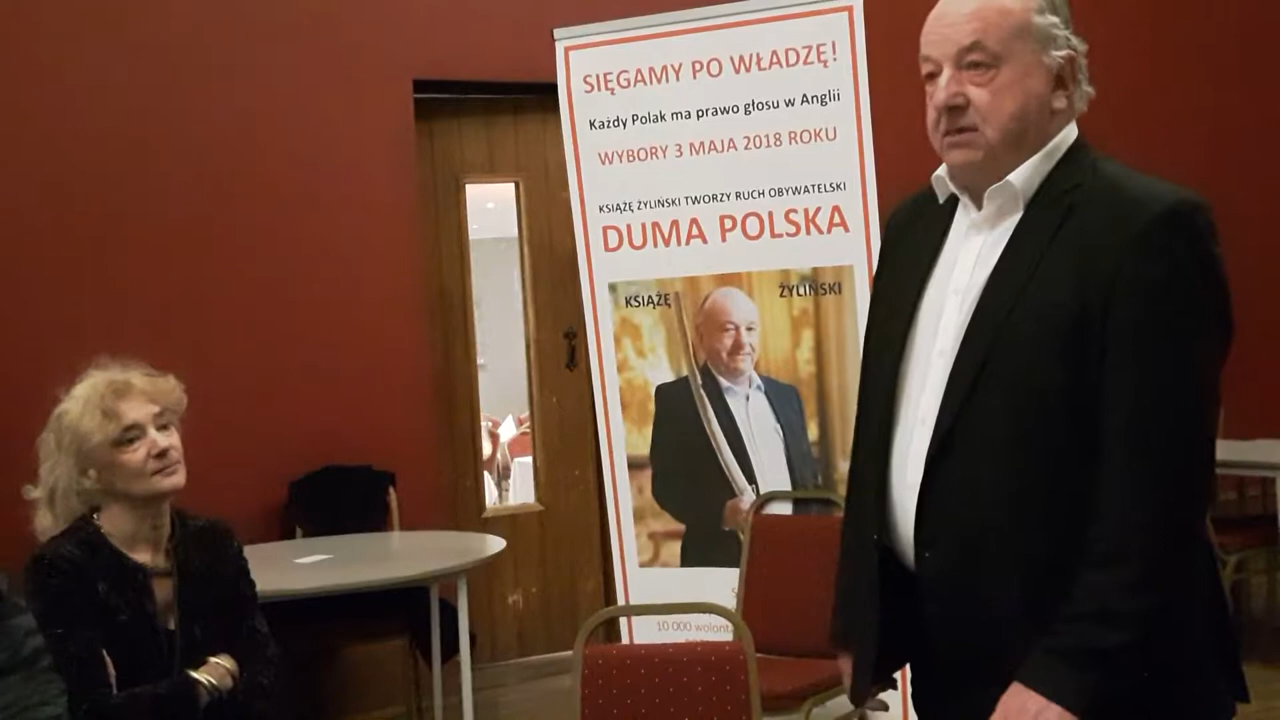 SIĘGAMY PO WŁADZĘ!
Każdy Polak ma prawo głosu w Anglii
WYBORY 3 MAJA 2018 ROKU
KSIĄŻĘ ŻYLIŃSKI TWORZY RUCH OBYWATELSKI
DUMA POLSKA
KSIĄŻĘ ŻYLIŃSKI
10 000 wolont